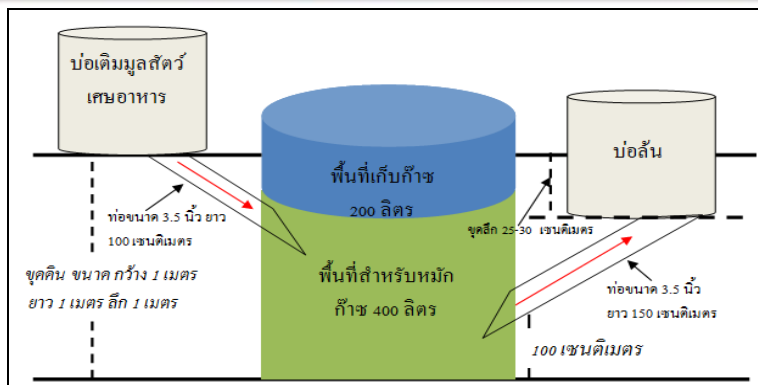 บ่อเติมมูลสัตว์
เศษอาหาร
บ่อล้น
พื้นที่เก็บก๊าซ
200 ลิตร
ท่อขนาด 3.5 นิ้ว ยาว
100 เซนติเมตร
ขุดลึก 25-30 เซนติเมตร
ขุดดิน ขนาด กว้าง 1 เมตร
ยาว 1 เมตร ลึก 1 เมตร
พื้นที่สำหรับหมัก
ก๊าซ 400 ลิตร
ท่อขนาด 3.5 นิ้ว
ยาว 150 เซนติเมตร
100 เซนติเมตร